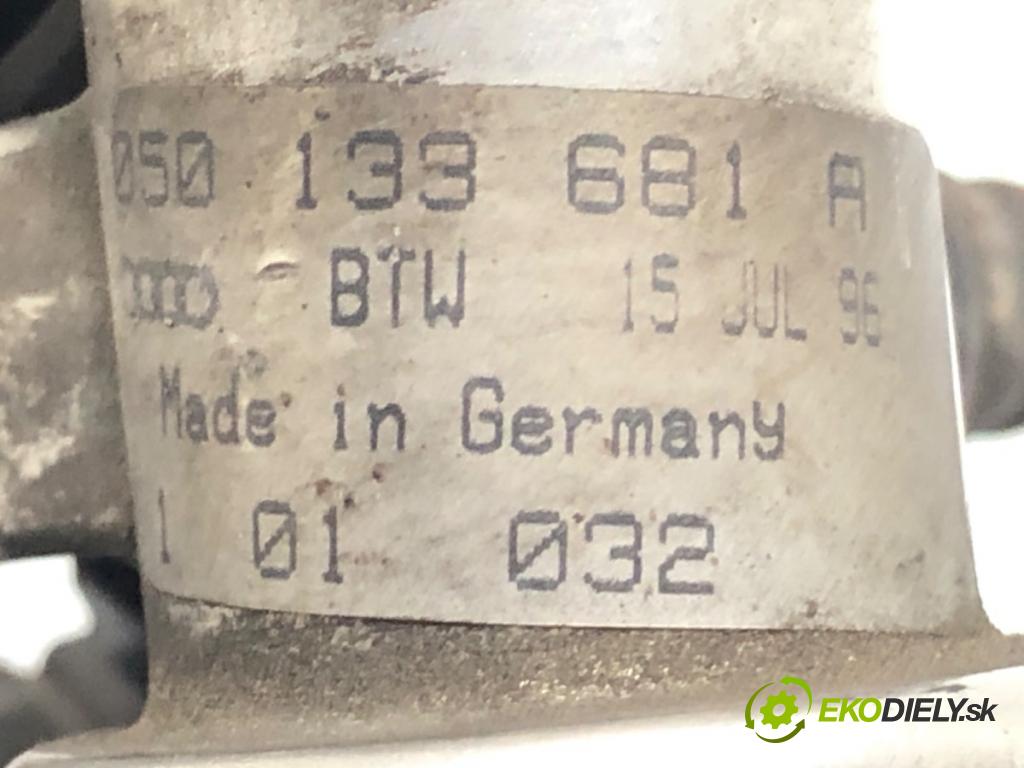 050 133 681 A
BTW 15 JUL 96
Made in Germany
1 01 032
EKODIELY.sk